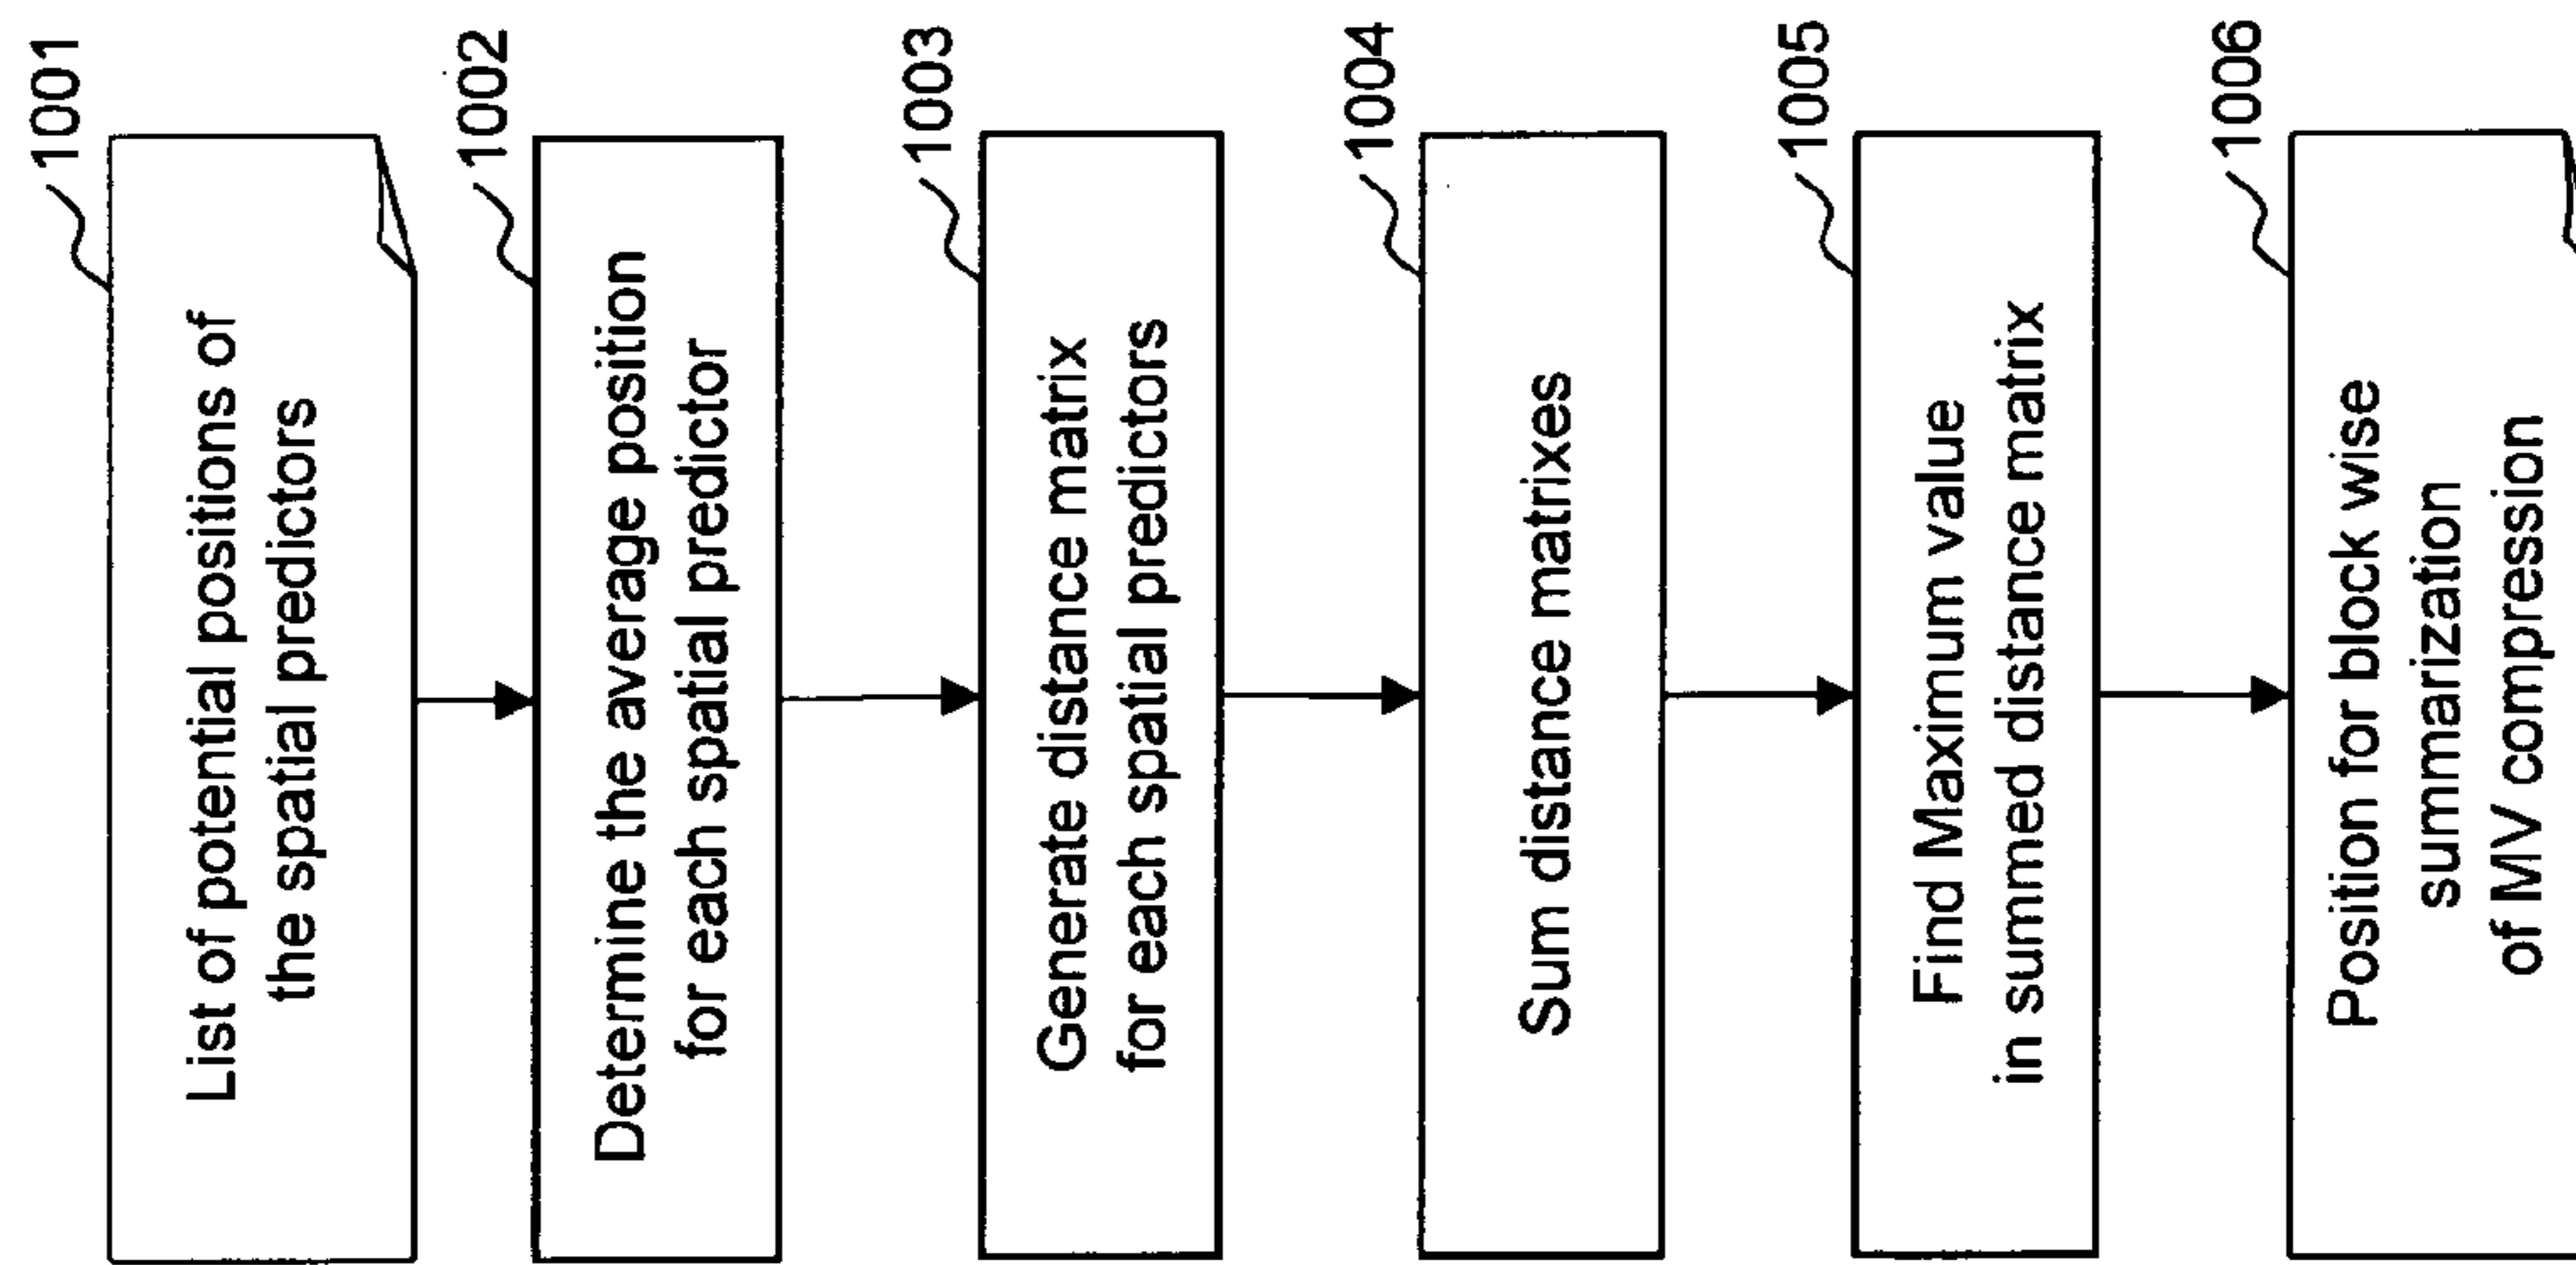 1001
List of potential positions of
the spatial predictors
1002
Determine the average position
for each spatial predictor
1003
Generate distance matrix
for each spatial predictors
1004
Sum distance matrixes
1005
Find Maximum value
in summed distance matrix
1006
Position for block wise
summarization
of MV compression